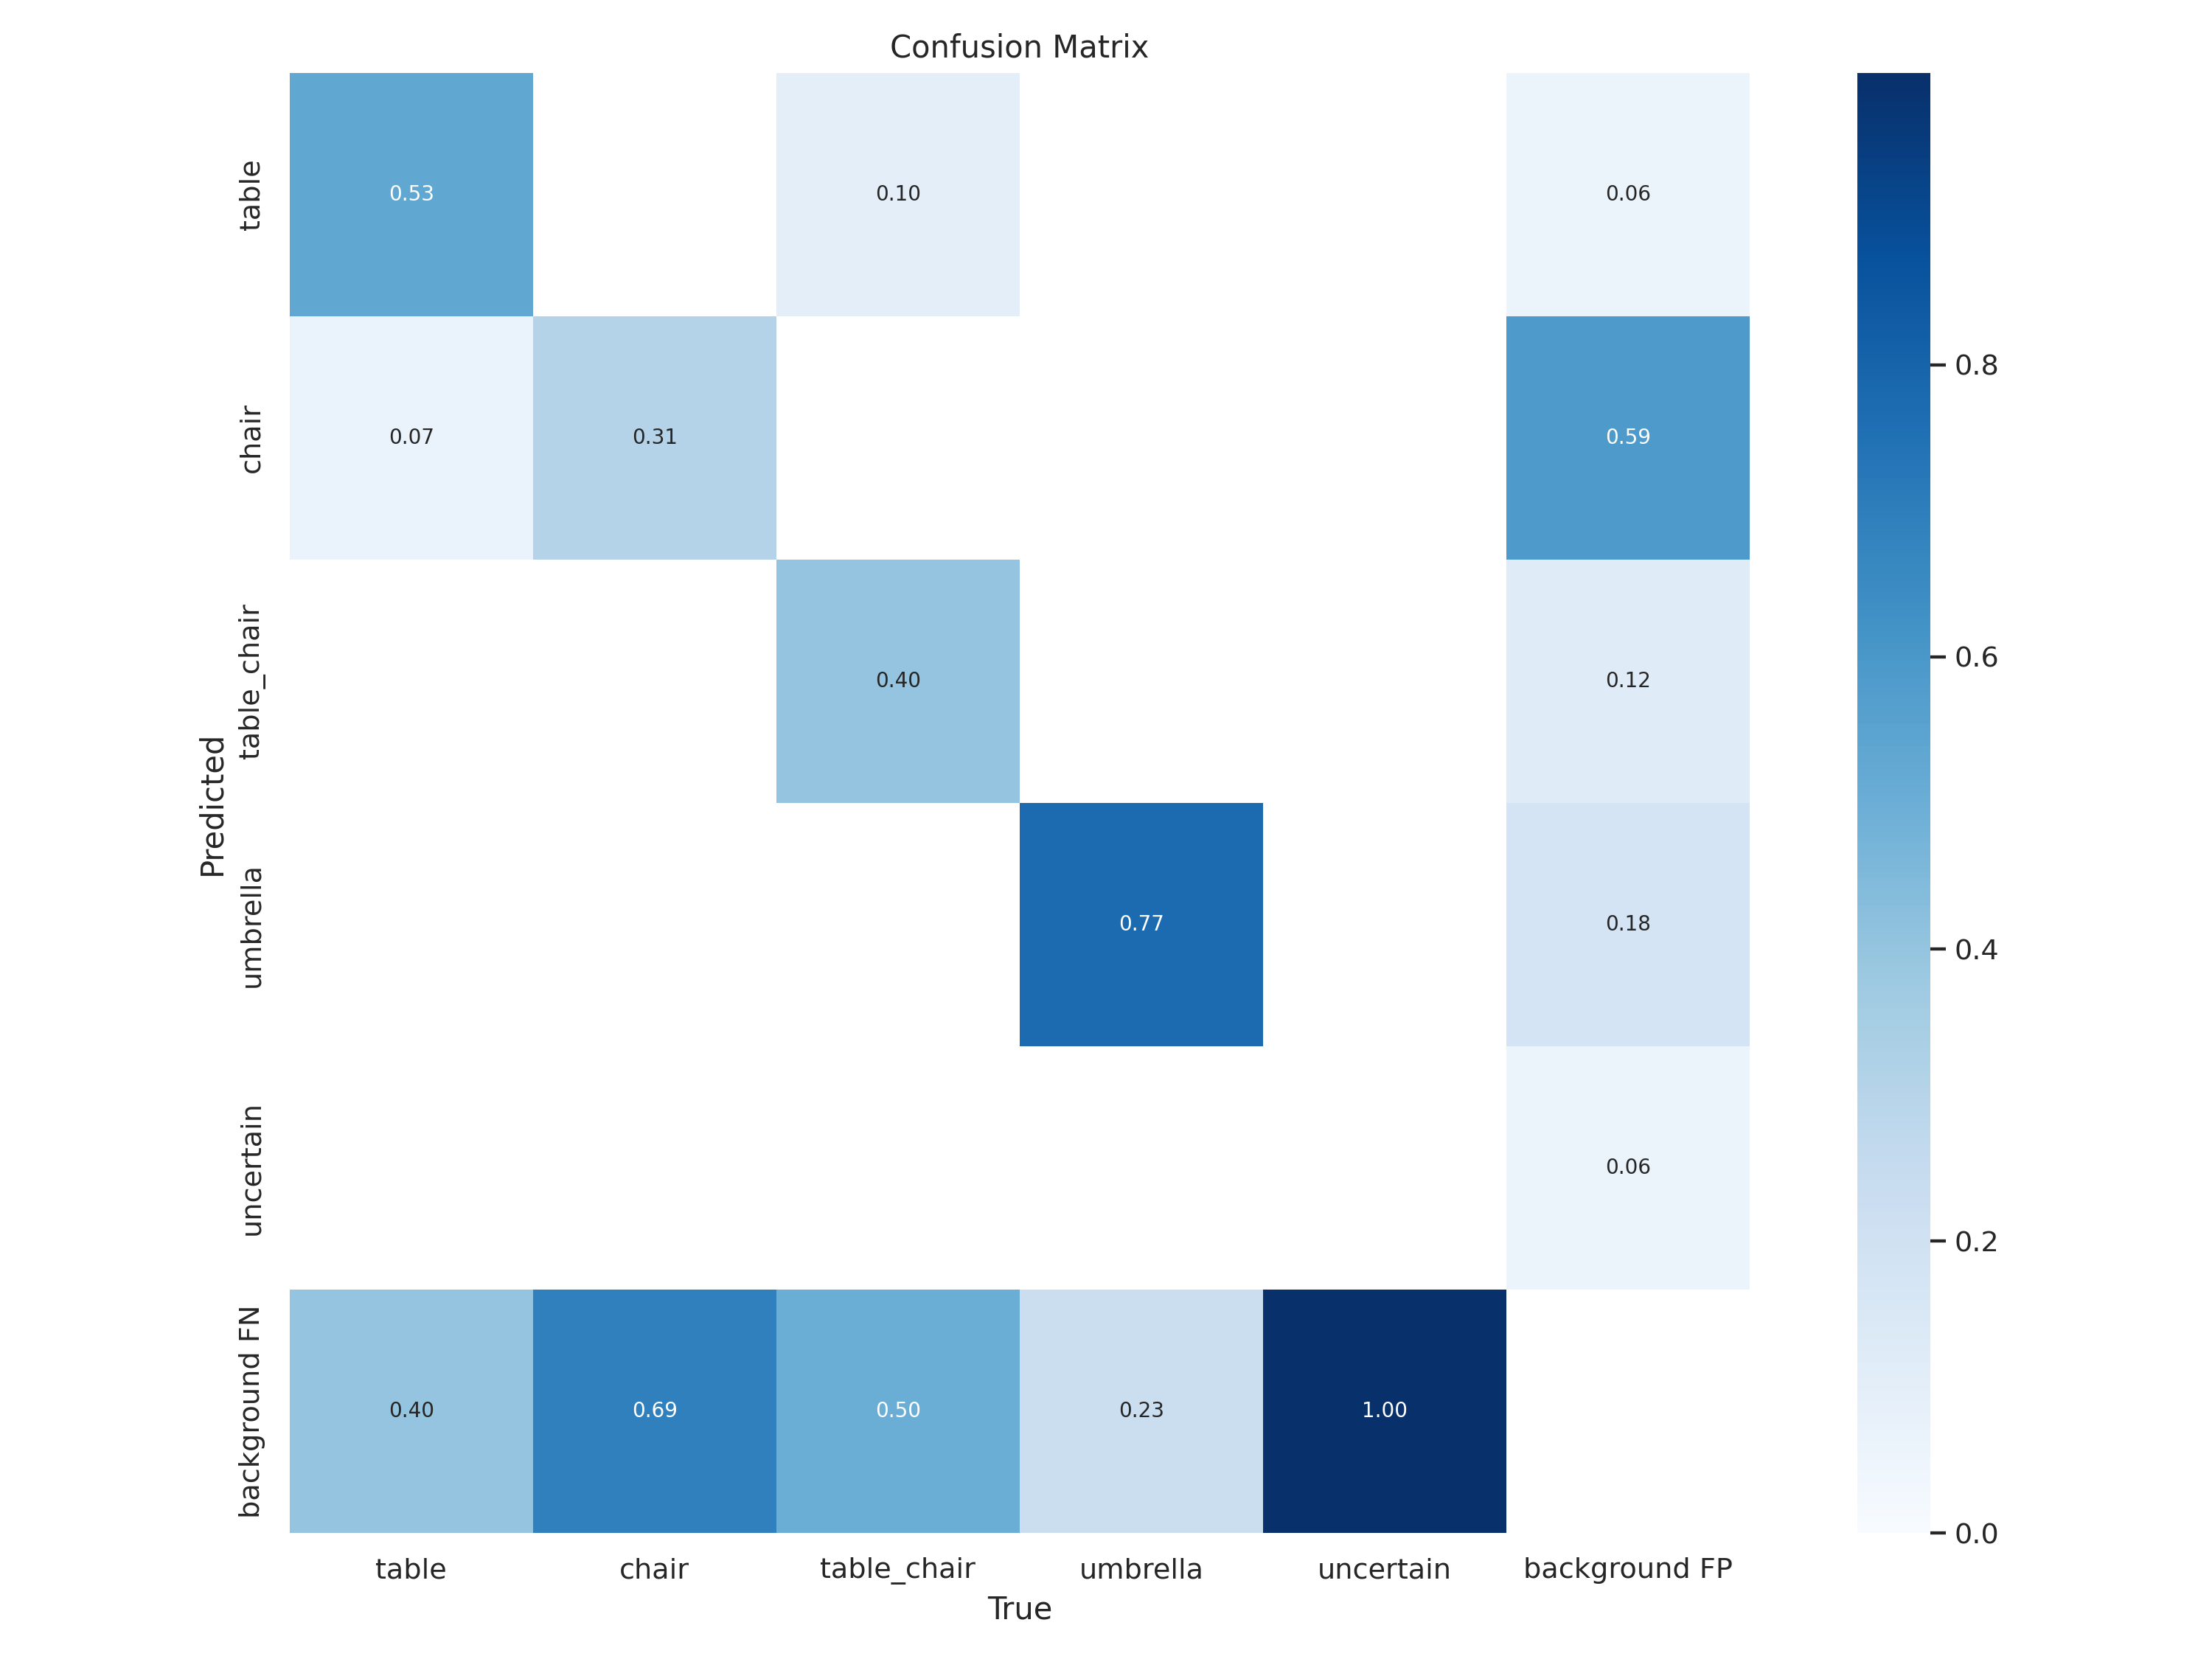 Confusion Matrix
table
0.53
0.10
0.06
chair
0.07
0.31
0.59
table_chair
0.40
0.12
Predicted
umbrella
0.77
0.18
uncertain
0.06
background FN
0.40
0.69
0.50
0.23
1.00
table
chair
table_chair
umbrella
uncertain
background FP
True
0.8
0.6
0.4
0.2
0.0